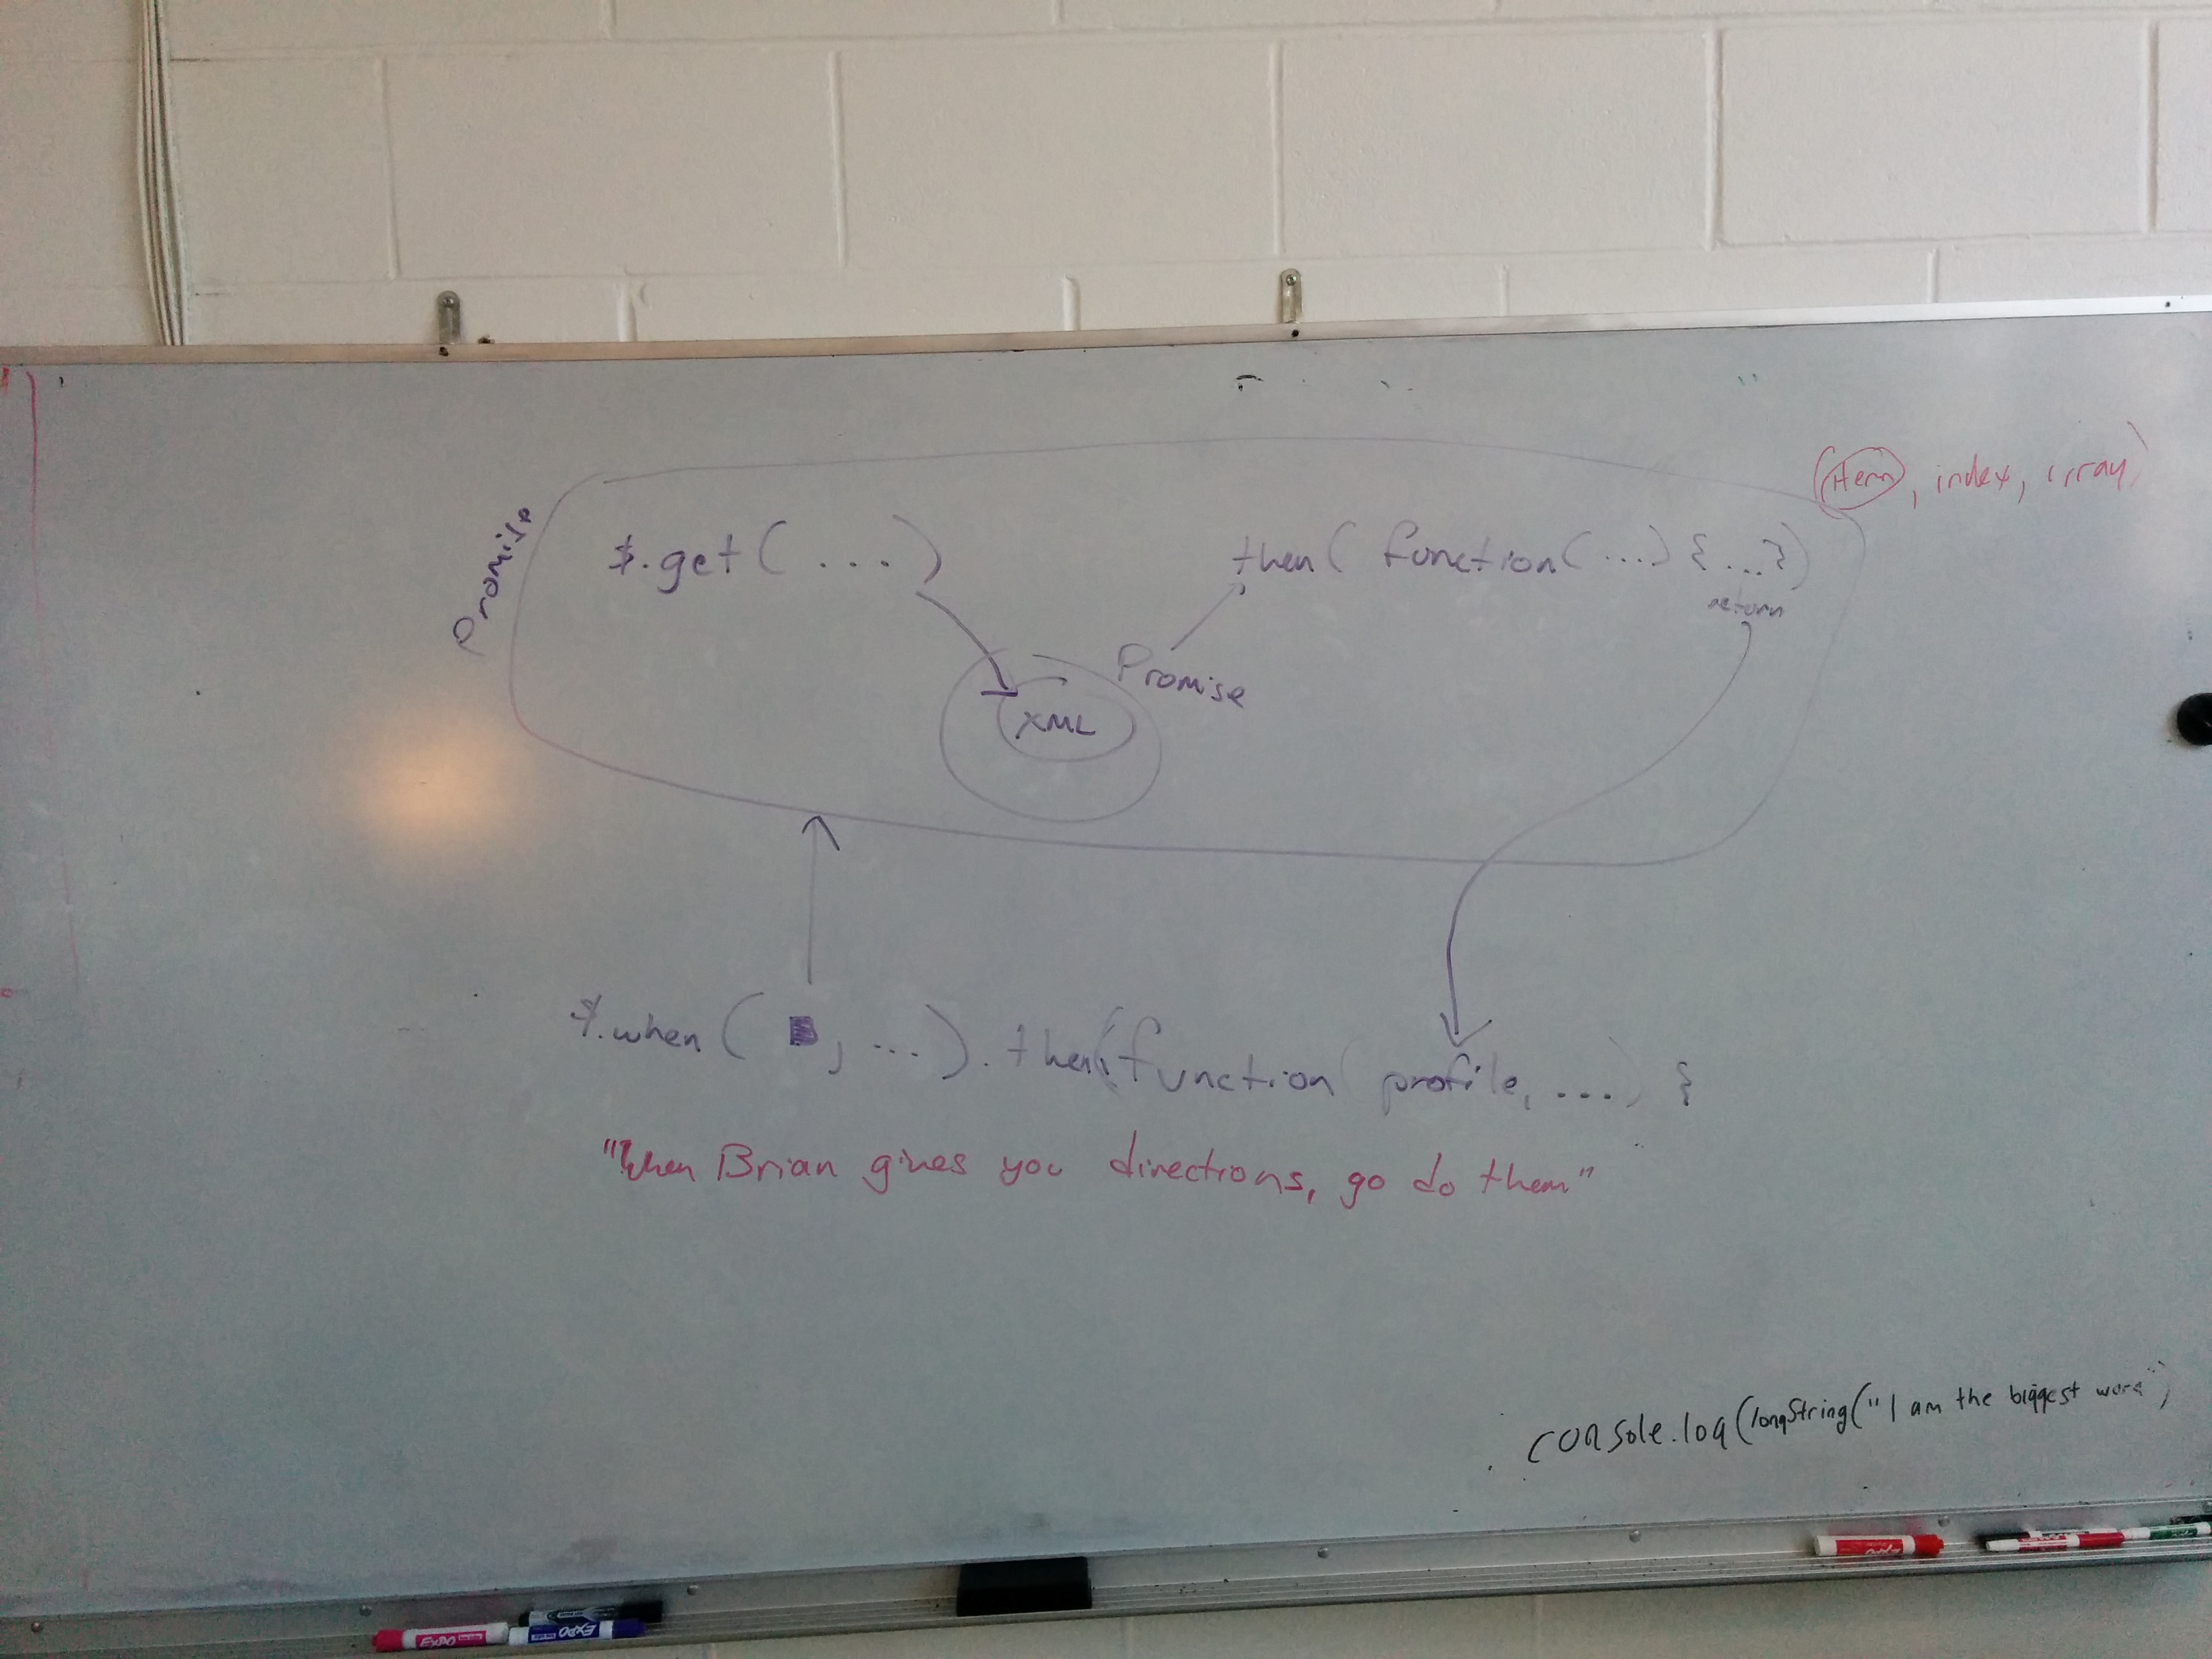 (item, index, array)
Promise
$.get(...)
then(function(...) {...})
return
Promise
XML
$.when( , ...).then(function(profile, ...) {
"When Brian gives you directions, go do them"
console.log(longString("I am the biggest word")
EXPO
EXPO
EXPO